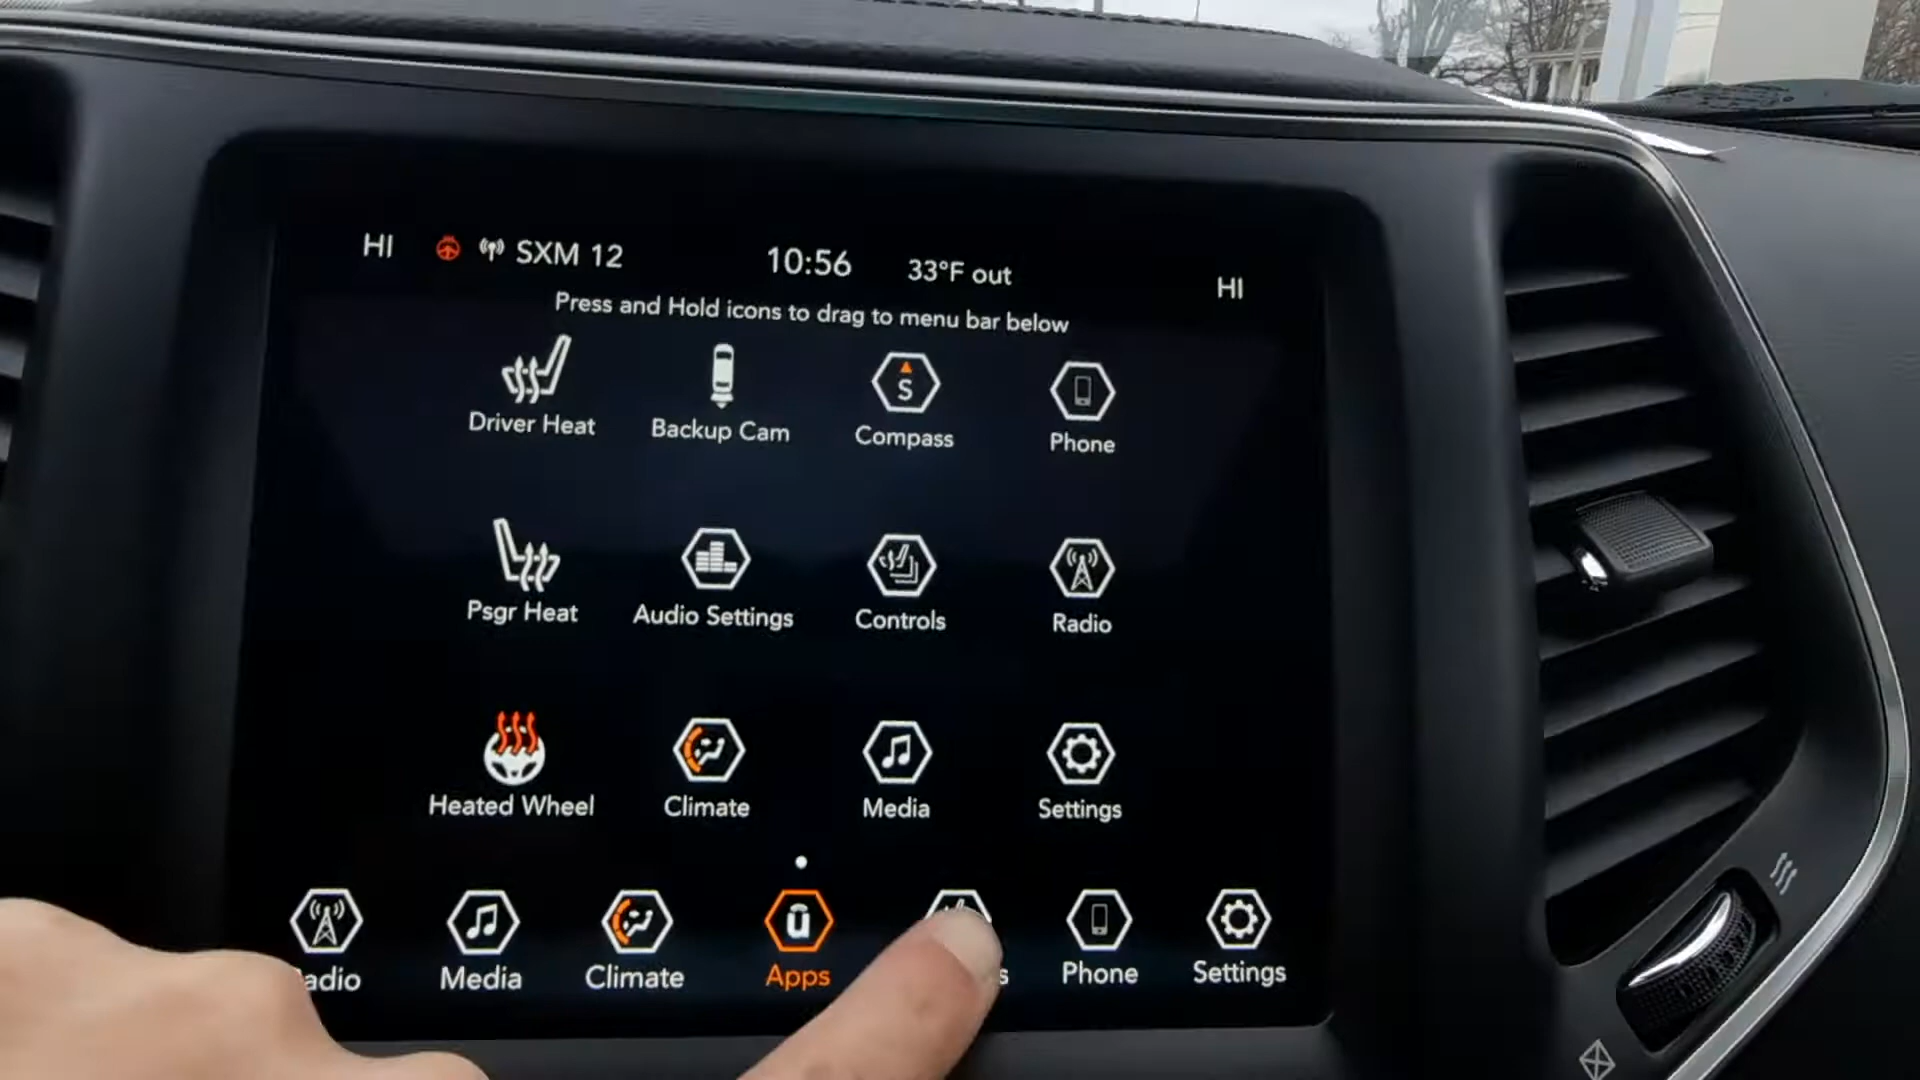 HI SXM 12 10:56 33°F out HI
Press and Hold icons to drag to menu bar below
S
Driver Heat Backup Cam Compass Phone
Psgr Heat Audio Settings Controls Radio
Heated Wheel Climate Media Settings
û
adio Media Climate Apps s Phone Settings